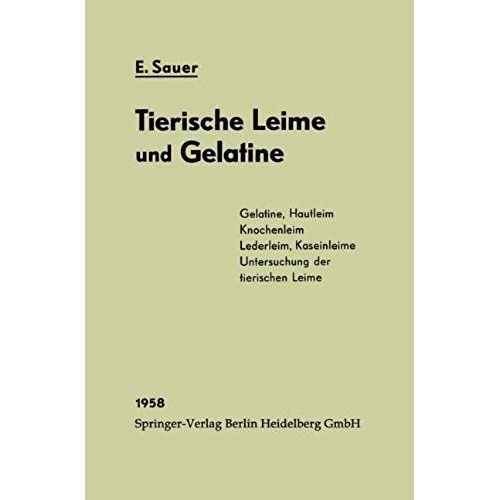 E. Sauer
Tierische Leime
und Gelatine
Gelatine, Hautleim
Knochenleim
Lederleim, Kaseinleime
Untersuchung der
tierischen Leime
1958
Springer-Verlag Berlin Heidelberg GmbH